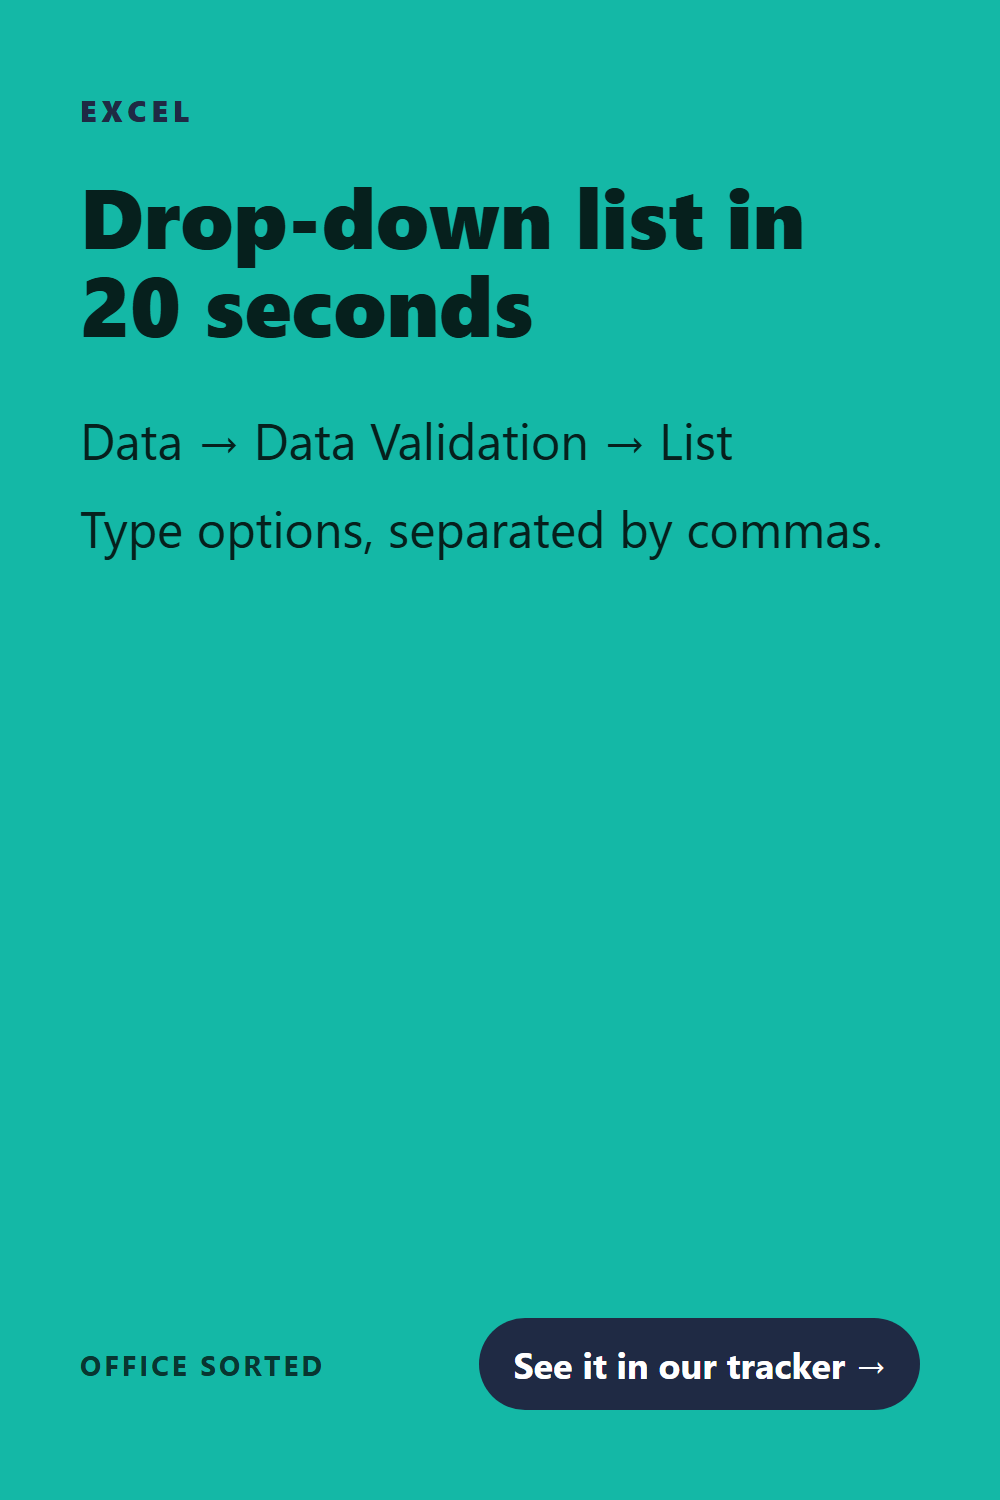 EXCEL
Drop-down list in
20 seconds
Data → Data Validation → List
Type options, separated by commas.
OFFICE SORTED
See it in our tracker →